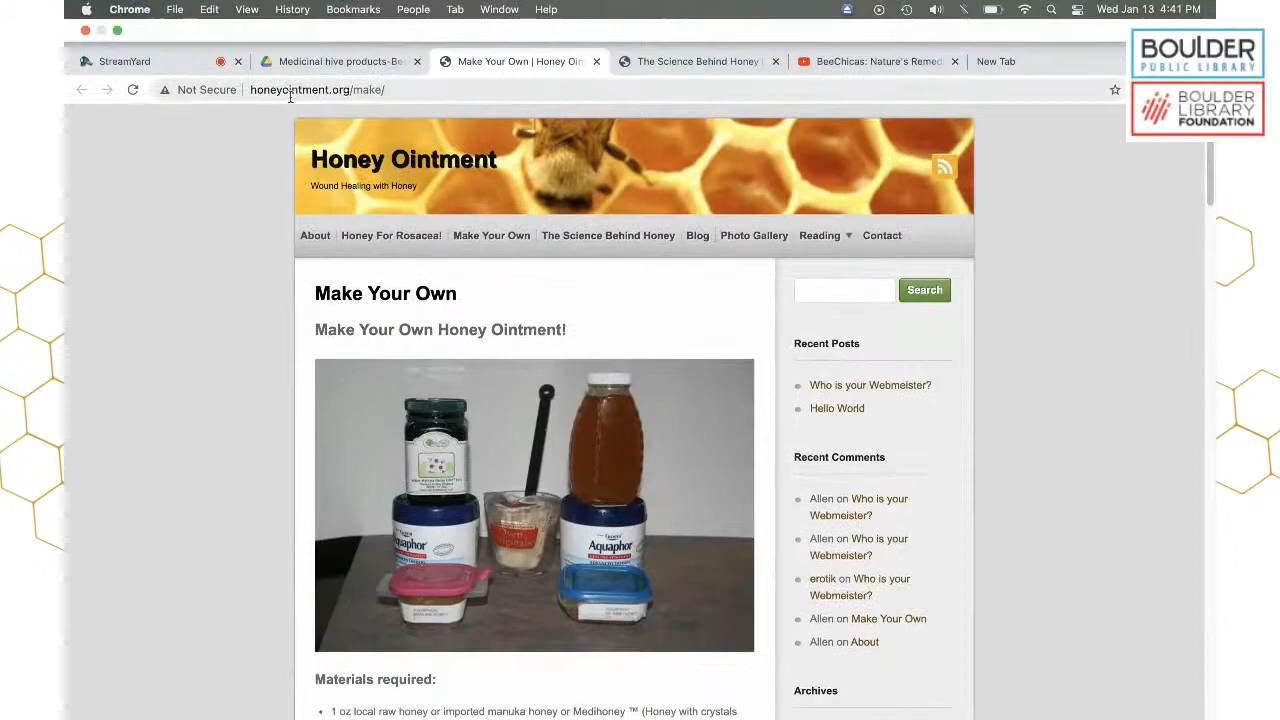 Chrome File Edit View History Bookmarks People Tab Window Help Wed Jan 13 4:41 PM
StreamYard
Medicinal hive products-Be
Make Your Own | Honey Oin
The Science Behind Honey
BeeChicas: Nature's Remed
New Tab
Not Secure
honeyointment.org/make/
BOULDER
PUBLIC LIBRARY
BOULDER
LIBRARY
FOUNDATION
Honey Ointment
Wound Healing with Honey
About Honey For Rosacea! Make Your Own The Science Behind Honey Blog Photo Gallery Reading Contact
Make Your Own
Make Your Own Honey Ointment!
Aquaphor
Aquaphor
Materials required:
1 oz local raw honey or imported manuka honey or Medihoney ™ (Honey with crystals
Search
Recent Posts
Who is your Webmeister?
Hello World
Recent Comments
Allen on Who is your
Webmeister?
Allen on Who is your
Webmeister?
erotik on Who is your
Webmeister?
Allen on Make Your Own
Allen on About
Archives